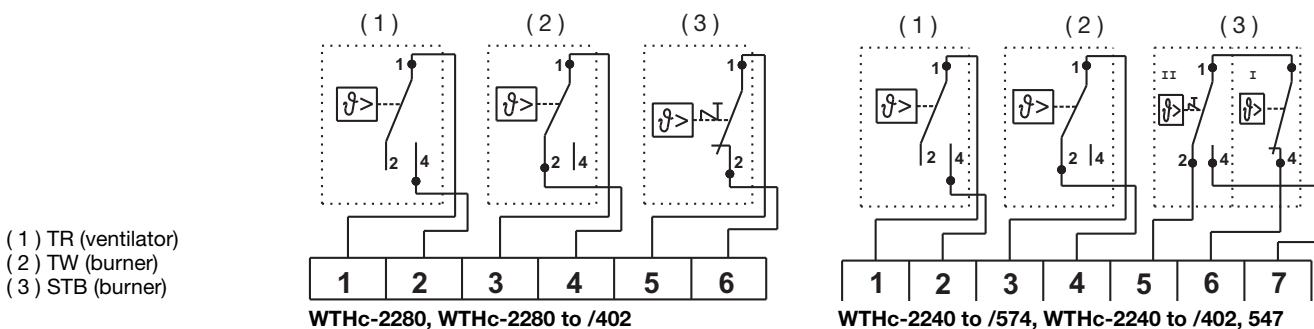 ( 1 ) ( 2 ) ( 3 ) ( 1 ) ( 2 ) ( 3 )
1 1 1 1 1 II 1 I
ϑ> ϑ> ϑ> ϑ> ϑ> ϑ> ϑ>
2 4 2 4 2 2 4 2 4 2 4 4
( 1 ) TR (ventilator)
( 2 ) TW (burner)
( 3 ) STB (burner)
1 2 3 4 5 6 1 2 3 4 5 6 7
WTHc-2280, WTHc-2280 to /402 WTHc-2240 to /574, WTHc-2240 to /402, 547